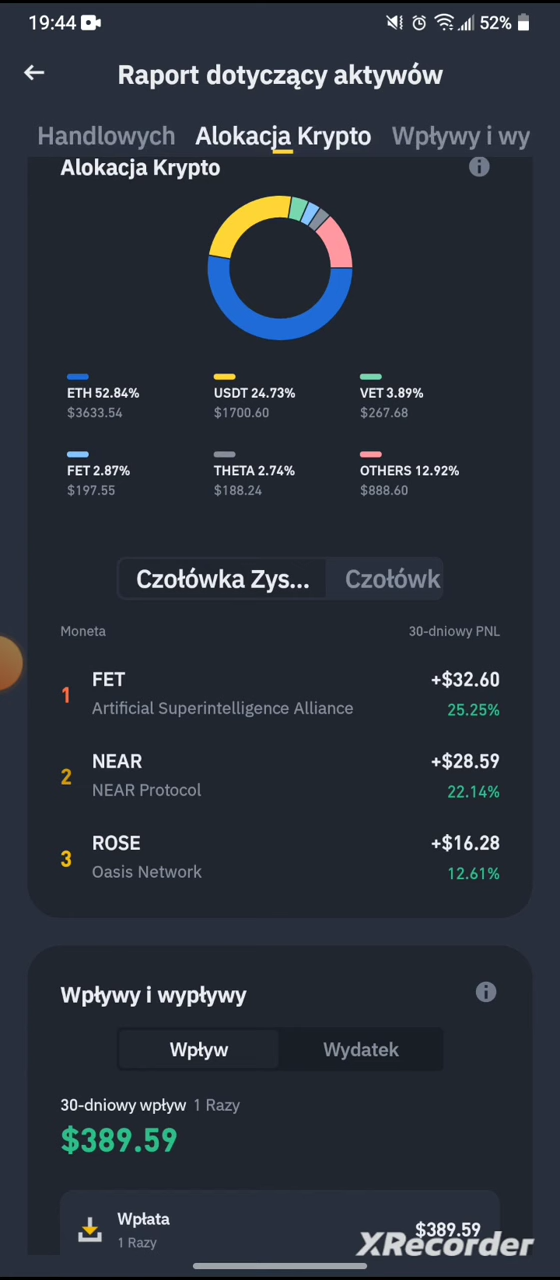 19:44 52%
Raport dotyczący aktywów
Handlowych Alokacja Krypto Wpływy i wy
Alokacja Krypto
ETH 52.84% USDT 24.73% VET 3.89%
$3633.54 $1700.60 $267.68
FET 2.87% THETA 2.74% OTHERS 12.92%
$197.55 $188.24 $888.60
Czołówka Zys... Czołówk
Moneta 30-dniowy PNL
1 FET +$32.60
Artificial Superintelligence Alliance 25.25%
2 NEAR +$28.59
NEAR Protocol 22.14%
3 ROSE +$16.28
Oasis Network 12.61%
Wpływy i wypływy
Wpływ Wydatek
30-dniowy wpływ 1 Razy
$389.59
Wpłata $389.59
1 Razy
XRecorder